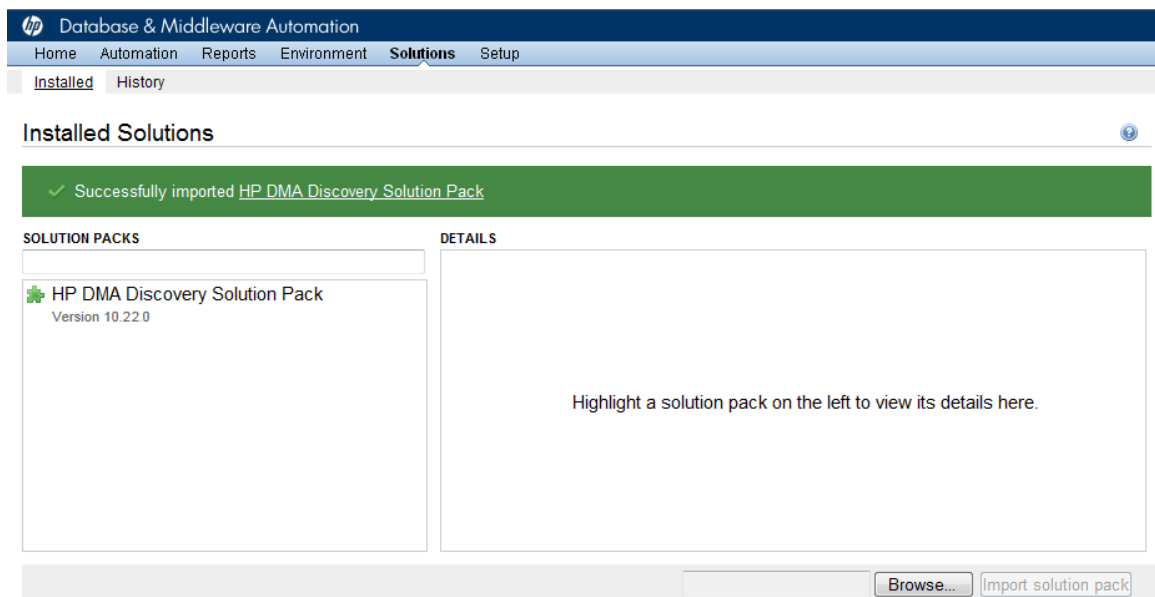 hp Database & Middleware Automation
Home Automation Reports Environment Solutions Setup
Installed History
Installed Solutions
?
Successfully imported HP DMA Discovery Solution Pack
SOLUTION PACKS
DETAILS
HP DMA Discovery Solution Pack
Version 10.22.0
Highlight a solution pack on the left to view its details here.
Browse... Import solution pack